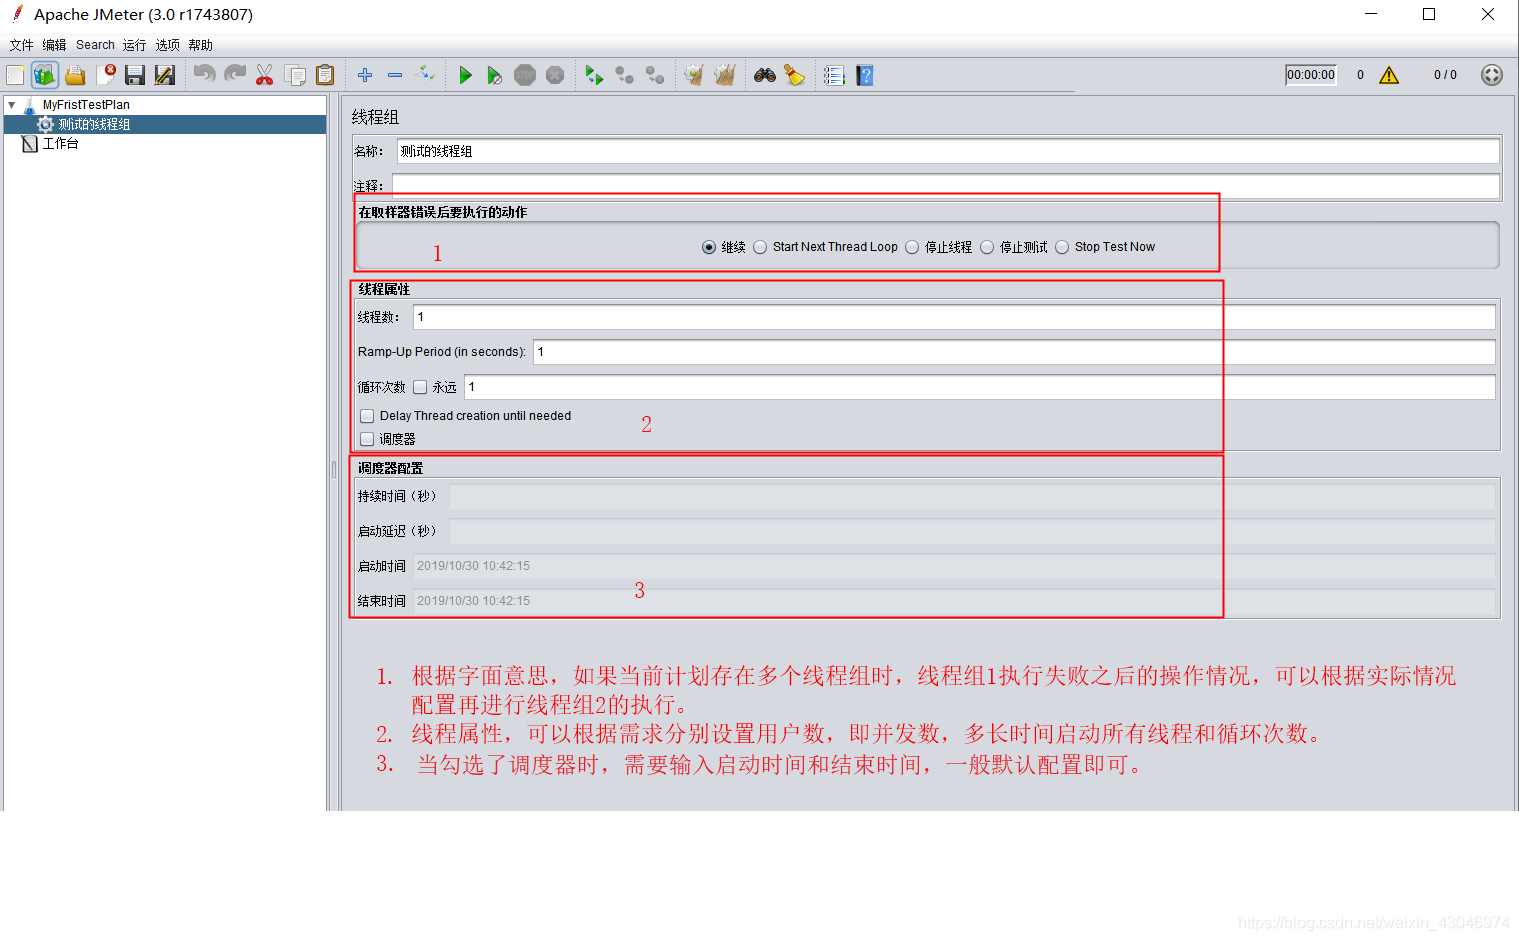 Apache JMeter (3.0 r1743807)
文件 编辑 Search 运行 选项 帮助
00:00:00 0 0 / 0
MyFristTestPlan
测试的线程组
工作台
线程组
名称： 测试的线程组
注释：
在取样器错误后要执行的动作
继续 Start Next Thread Loop 停止线程 停止测试 Stop Test Now
1
线程属性
线程数： 1
Ramp-Up Period (in seconds): 1
循环次数 永远 1
Delay Thread creation until needed
2
调度器
调度器配置
持续时间（秒）
启动延迟（秒）
启动时间 2019/10/30 10:42:15
3
结束时间 2019/10/30 10:42:15
1. 根据字面意思，如果当前计划存在多个线程组时，线程组1执行失败之后的操作情况，可以根据实际情况
配置再进行线程组2的执行。
2. 线程属性，可以根据需求分别设置用户数，即并发数，多长时间启动所有线程和循环次数。
3. 当勾选了调度器时，需要输入启动时间和结束时间，一般默认配置即可。
https://blog.csdn.net/weixin_43046974